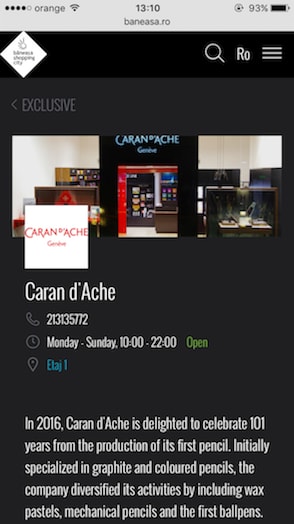 orange 13:10 93%
baneasa.ro
băneasa
shopping
city
Ro
EXCLUSIVE
CARAN D'ACHE
Genève
CARAN D'ACHE
Genève
Caran d'Ache
213135772
Monday - Sunday, 10:00 - 22:00 Open
Etaj 1
In 2016, Caran d'Ache is delighted to celebrate 101
years from the production of its first pencil. Initially
specialized in graphite and coloured pencils, the
company diversified its activities by including wax
pastels, mechanical pencils and the first ballpens.